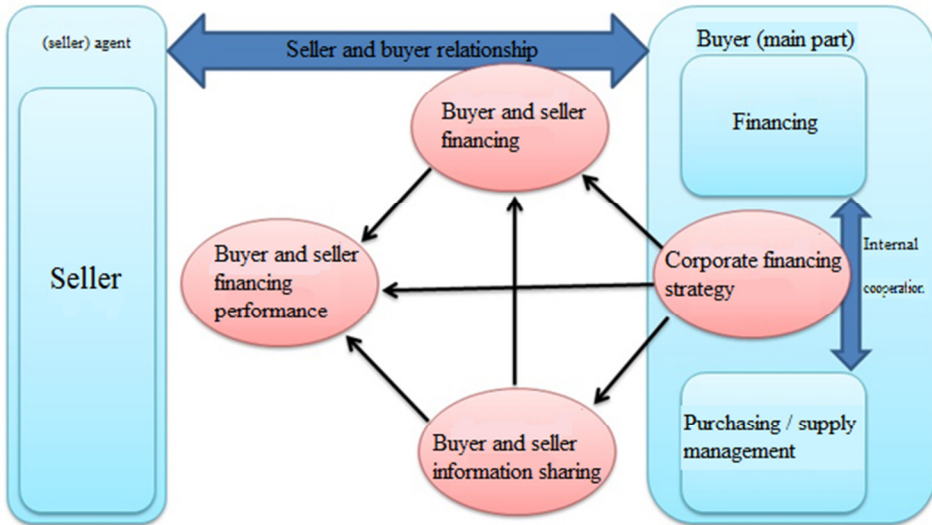 (seller) agent
Seller
Seller and buyer relationship
Buyer (main part)
Financing
Buyer and seller
financing
Buyer and seller
financing
performance
Corporate financing
strategy
Internal
cooperation.
Buyer and seller
information sharing
Purchasing / supply
management